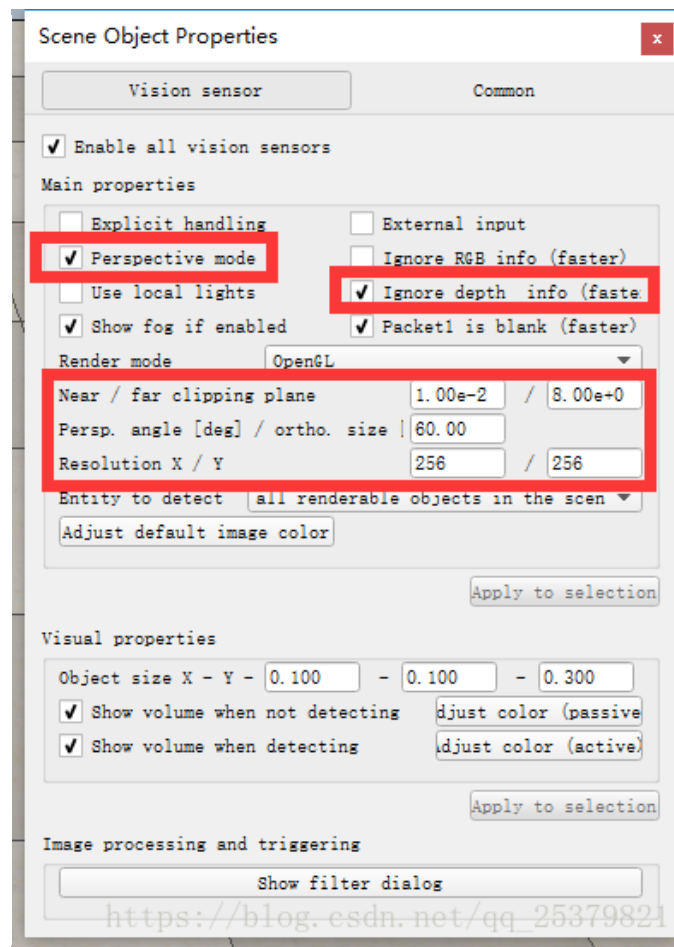 Scene Object Properties
x
Vision sensor Common
Enable all vision sensors
Main properties
Explicit handling External input
Perspective mode Ignore RGB info (faster)
Use local lights Ignore depth info (faste
Show fog if enabled Packet1 is blank (faster)
Render mode OpenGL
Near / far clipping plane 1.00e-2 / 8.00e+0
Persp. angle [deg] / ortho. size [ 60.00
Resolution X / Y 256 / 256
Entity to detect all renderable objects in the scen
Adjust default image color
Apply to selection
Visual properties
Object size X - Y - 0.100 - 0.100 - 0.300
Show volume when not detecting djust color (passive
Show volume when detecting djust color (active)
Apply to selection
Image processing and triggering
Show filter dialog
https://blog.csdn.net/qq_25379821